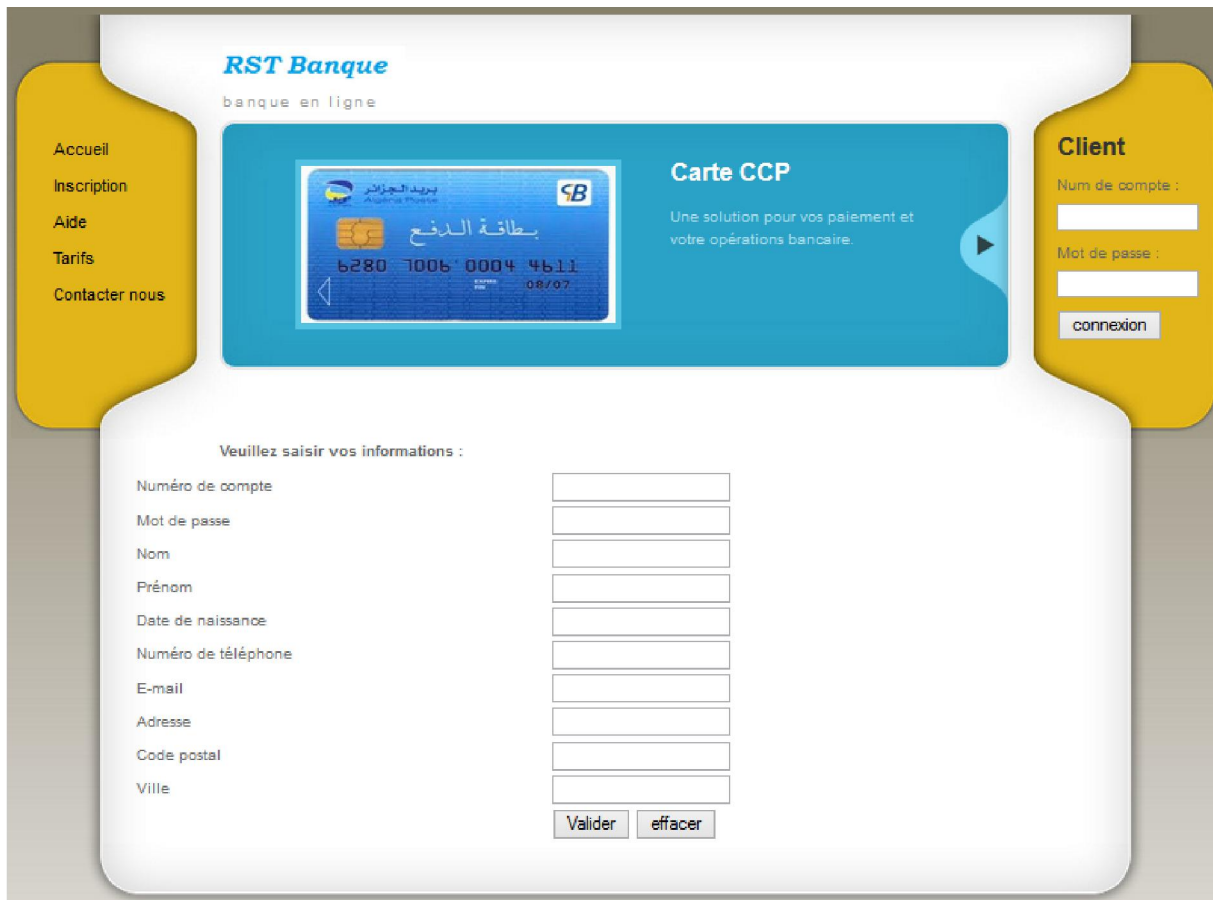 RST Banque
banque en ligne
Accueil
Inscription
Aide
Tarifs
Contacter nous
بريد الجزائر
Algérie Poste
بطاقة الدفع
6280 7006 0004 4611
08/07
Carte CCP
Une solution pour vos paiement et
votre opérations bancaire.
Client
Num de compte :
Mot de passe :
connexion
Veuillez saisir vos informations :
Numéro de compte
Mot de passe
Nom
Prénom
Date de naissance
Numéro de téléphone
E-mail
Adresse
Code postal
Ville
Valider effacer